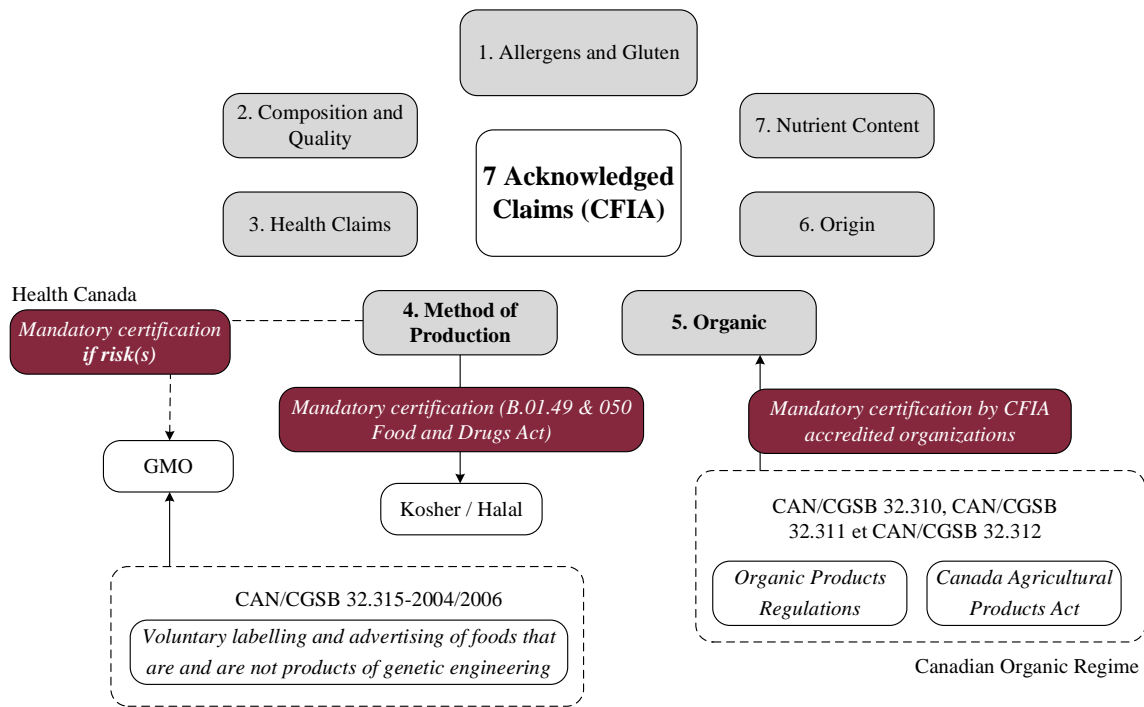 1. Allergens and Gluten
2. Composition and
Quality
7. Nutrient Content
7 Acknowledged
Claims (CFIA)
3. Health Claims
6. Origin
Health Canada
Mandatory certification
if risk(s)
4. Method of
Production
5. Organic
Mandatory certification (B.01.49 & 050
Food and Drugs Act)
Mandatory certification by CFIA
accredited organizations
GMO
Kosher / Halal
CAN/CGSB 32.310, CAN/CGSB
32.311 et CAN/CGSB 32.312
Organic Products
Regulations
Canada Agricultural
Products Act
CAN/CGSB 32.315-2004/2006
Voluntary labelling and advertising of foods that
are and are not products of genetic engineering
Canadian Organic Regime